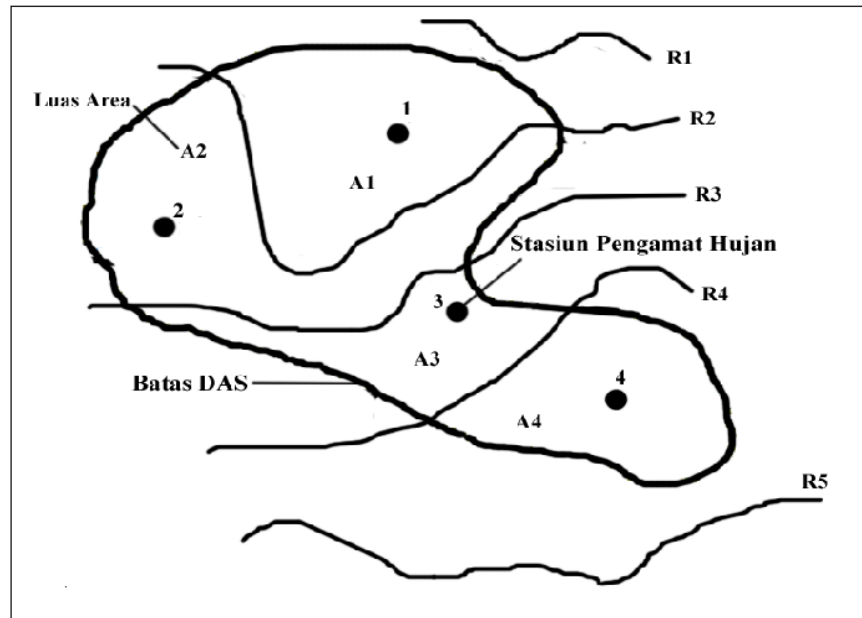 R1
Luas Area
1
R2
A2
A1
R3
2
Stasiun Pengamat Hujan
3
R4
A3
Batas DAS
4
A4
R5